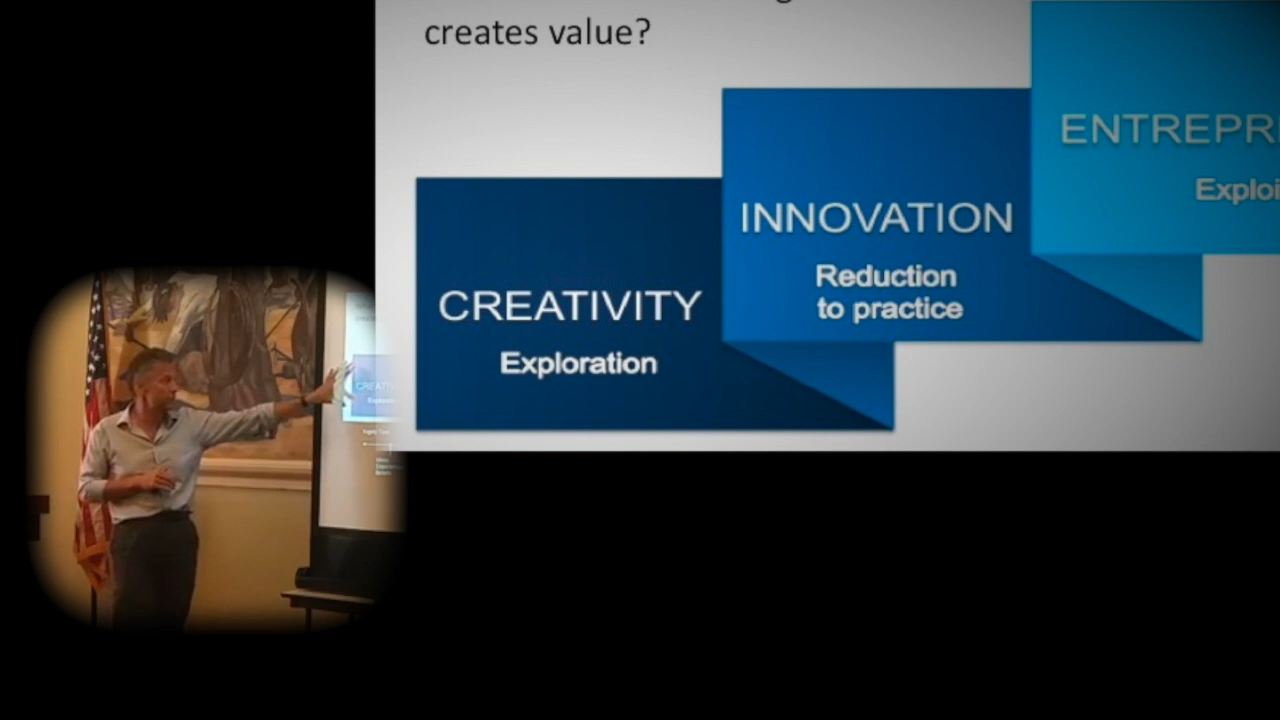 creates value?
ENTREPR
Exploi
INNOVATION
Reduction
to practice
CREATIVITY
Exploration